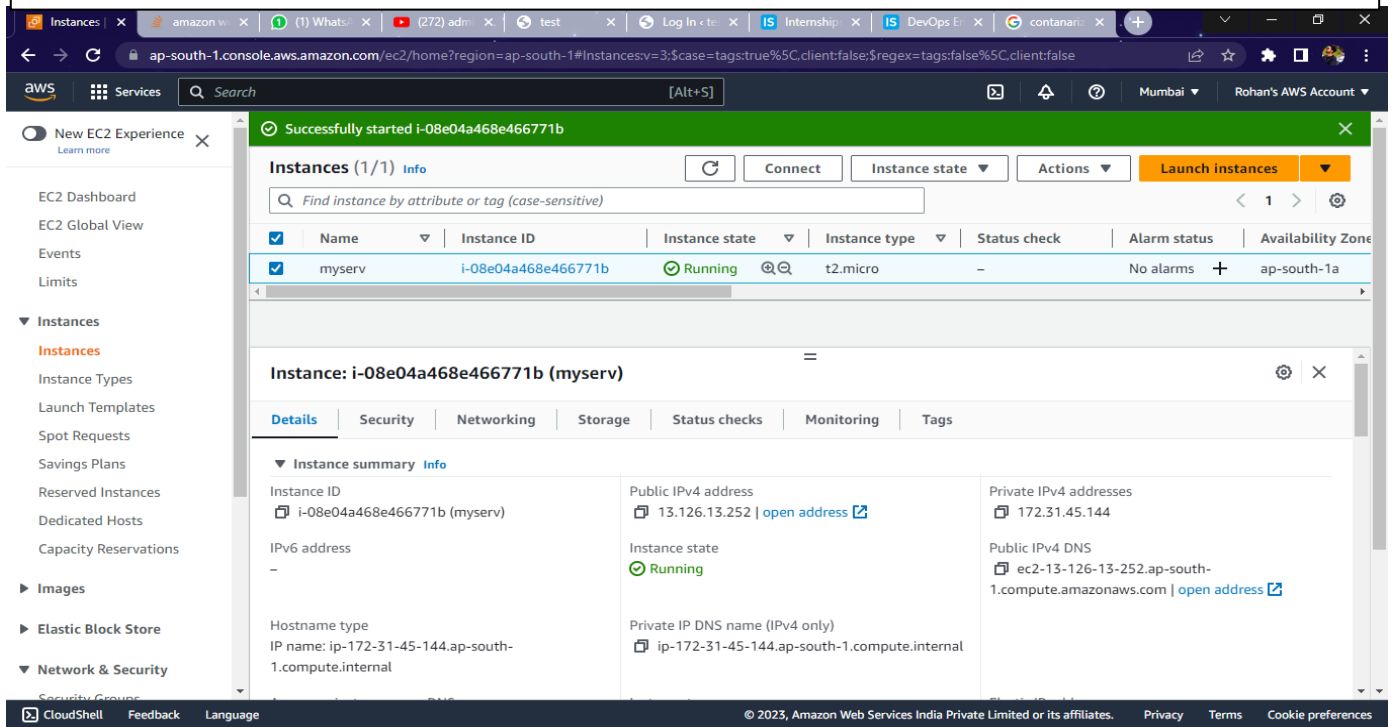 Instances |
amazon w
(1) WhatsA
(272) adm
test
Log In ‹ te
IS Internship
IS DevOps En
contanariz
ap-south-1.console.aws.amazon.com/ec2/home?region=ap-south-1#Instances:v=3;$case=tags:true%5C,client:false;$regex=tags:false%5C,client:false
aws Services Search [Alt+S] Mumbai Rohan's AWS Account
New EC2 Experience
Learn more
EC2 Dashboard
EC2 Global View
Events
Limits
Instances
Instances
Instance Types
Launch Templates
Spot Requests
Savings Plans
Reserved Instances
Dedicated Hosts
Capacity Reservations
Images
Elastic Block Store
Network & Security
Security Groups
Successfully started i-08e04a468e466771b
Instances (1/1) Info Connect Instance state Actions Launch instances
Find instance by attribute or tag (case-sensitive) 1
Name Instance ID Instance state Instance type Status check Alarm status Availability Zone
myserv i-08e04a468e466771b Running t2.micro – No alarms + ap-south-1a
Instance: i-08e04a468e466771b (myserv)
Details Security Networking Storage Status checks Monitoring Tags
Instance summary Info
Instance ID
i-08e04a468e466771b (myserv)
Public IPv4 address
13.126.13.252 | open address
Private IPv4 addresses
172.31.45.144
IPv6 address
–
Instance state
Running
Public IPv4 DNS
ec2-13-126-13-252.ap-south-
1.compute.amazonaws.com | open address
Hostname type
IP name: ip-172-31-45-144.ap-south-
1.compute.internal
Private IP DNS name (IPv4 only)
ip-172-31-45-144.ap-south-1.compute.internal
CloudShell Feedback Language © 2023, Amazon Web Services India Private Limited or its affiliates. Privacy Terms Cookie preferences